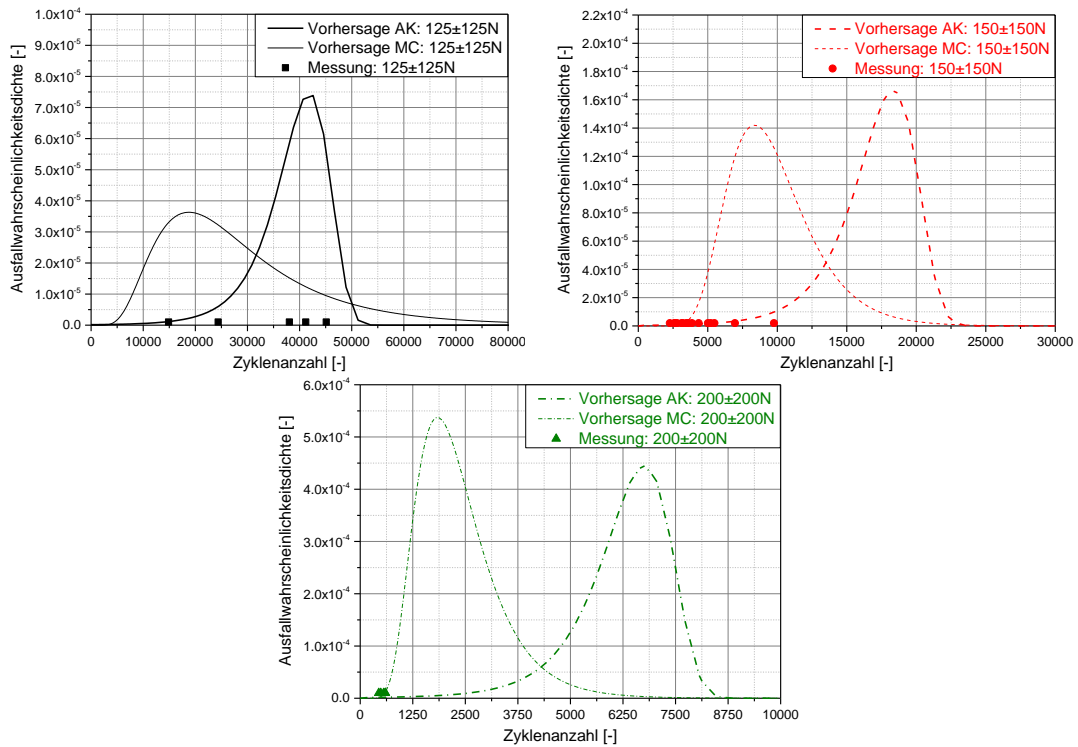 Ausfallwahrscheinlichkeitsdichte [-]
1.0x10⁻⁴
9.0x10⁻⁵
8.0x10⁻⁵
7.0x10⁻⁵
6.0x10⁻⁵
5.0x10⁻⁵
4.0x10⁻⁵
3.0x10⁻⁵
2.0x10⁻⁵
1.0x10⁻⁵
0.0
Vorhersage AK: 125±125N
Vorhersage MC: 125±125N
Messung: 125±125N
0 10000 20000 30000 40000 50000 60000 70000 80000
Zyklenanzahl [-]
Ausfallwahrscheinlichkeitsdichte [-]
2.2x10⁻⁴
2.0x10⁻⁴
1.8x10⁻⁴
1.6x10⁻⁴
1.4x10⁻⁴
1.2x10⁻⁴
1.0x10⁻⁴
8.0x10⁻⁵
6.0x10⁻⁵
4.0x10⁻⁵
2.0x10⁻⁵
0.0
Vorhersage AK: 150±150N
Vorhersage MC: 150±150N
Messung: 150±150N
0 5000 10000 15000 20000 25000 30000
Zyklenanzahl [-]
Ausfallwahrscheinlichkeitsdichte [-]
6.0x10⁻⁴
5.0x10⁻⁴
4.0x10⁻⁴
3.0x10⁻⁴
2.0x10⁻⁴
1.0x10⁻⁴
0.0
Vorhersage AK: 200±200N
Vorhersage MC: 200±200N
Messung: 200±200N
0 1250 2500 3750 5000 6250 7500 8750 10000
Zyklenanzahl [-]